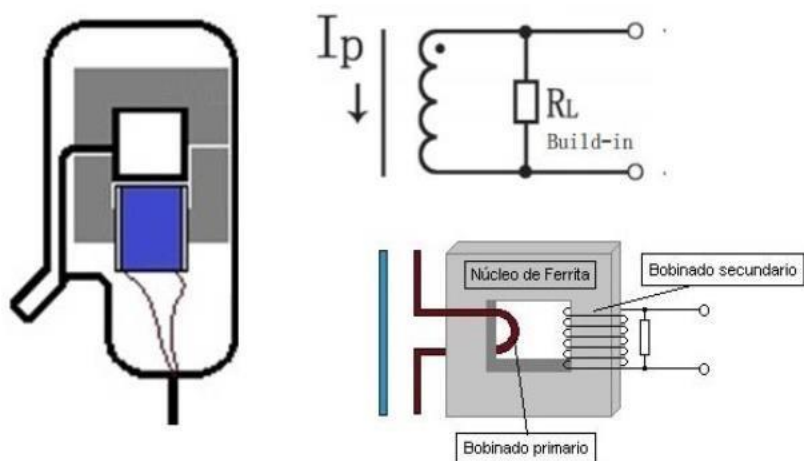 Ip
RL
Build-in
Núcleo de Ferrita
Bobinado secundario
Bobinado primario